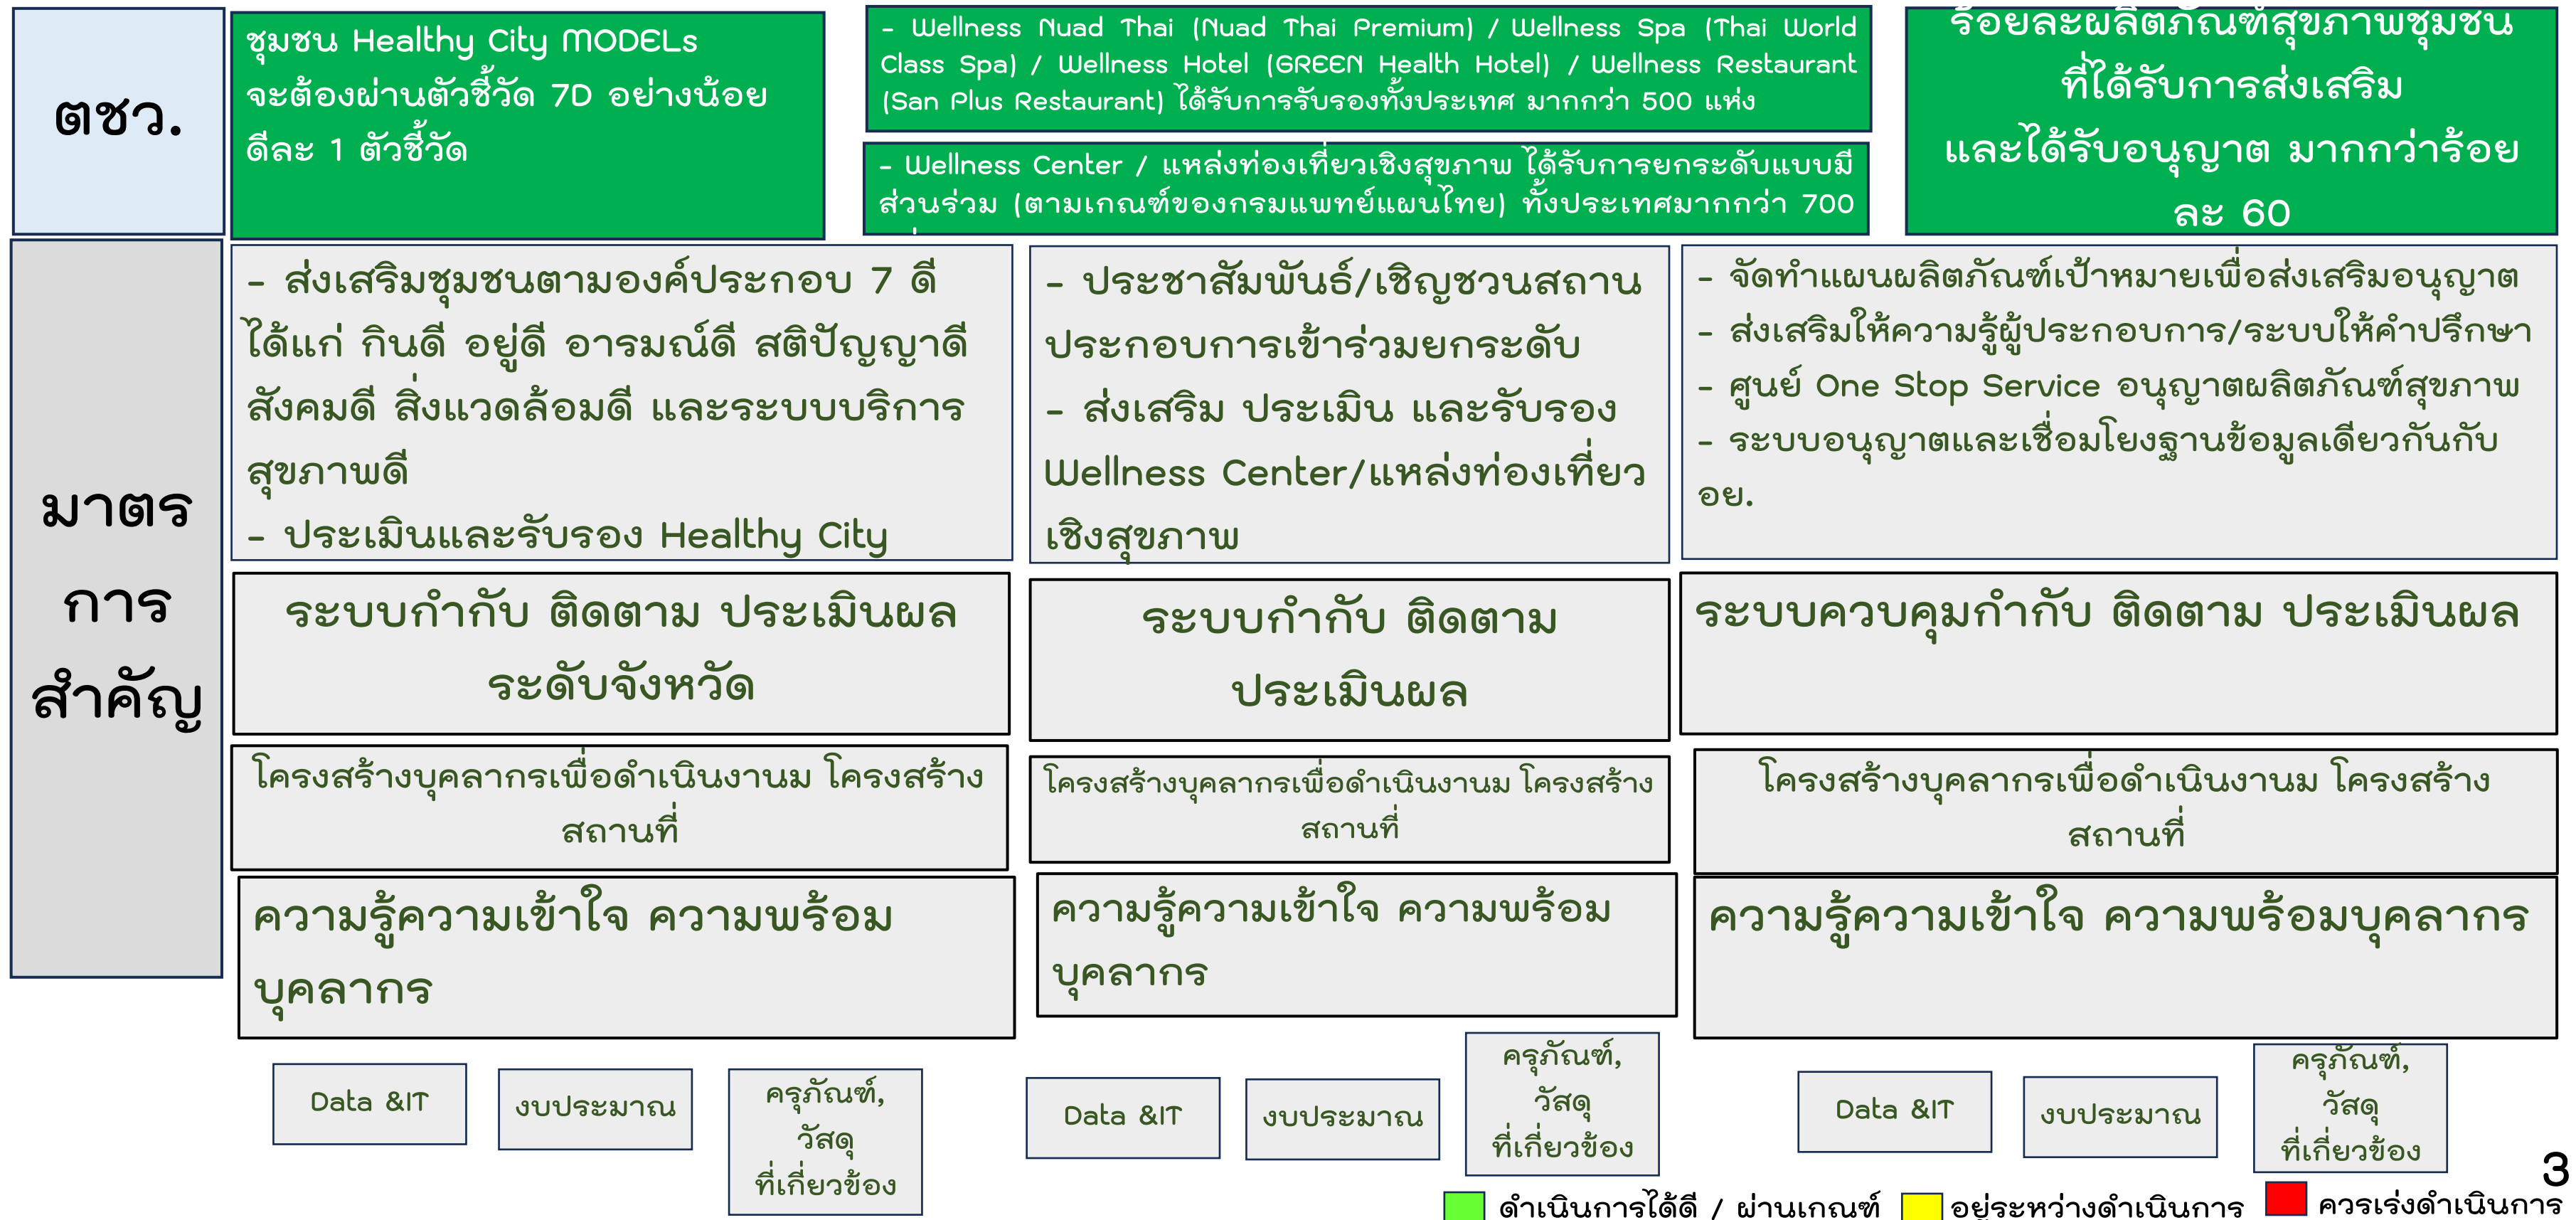 ตชว.
ชุมชน Healthy City MODELs
จะต้องผ่านตัวชี้วัด 7D อย่างน้อย
ดีละ 1 ตัวชี้วัด
- Wellness Nuad Thai (Nuad Thai Premium) / Wellness Spa (Thai World
Class Spa) / Wellness Hotel (GREEN Health Hotel) / Wellness Restaurant
(San Plus Restaurant) ได้รับการรับรองทั้งประเทศ มากกว่า 500 แห่ง
- Wellness Center / แหล่งท่องเที่ยวเชิงสุขภาพ ได้รับการยกระดับแบบมี
ส่วนร่วม (ตามเกณฑ์ของกรมแพทย์แผนไทย) ทั้งประเทศมากกว่า 700
ร้อยละผลิตภัณฑ์สุขภาพชุมชน
ที่ได้รับการส่งเสริม
และได้รับอนุญาต มากกว่าร้อย
ละ 60
มาตร
การ
สำคัญ
- ส่งเสริมชุมชนตามองค์ประกอบ 7 ดี
ได้แก่ กินดี อยู่ดี อารมณ์ดี สติปัญญาดี
สังคมดี สิ่งแวดล้อมดี และระบบบริการ
สุขภาพดี
- ประเมินและรับรอง Healthy City
- ประชาสัมพันธ์/เชิญชวนสถาน
ประกอบการเข้าร่วมยกระดับ
- ส่งเสริม ประเมิน และรับรอง
Wellness Center/แหล่งท่องเที่ยว
เชิงสุขภาพ
- จัดทำแผนผลิตภัณฑ์เป้าหมายเพื่อส่งเสริมอนุญาต
- ส่งเสริมให้ความรู้ผู้ประกอบการ/ระบบให้คำปรึกษา
- ศูนย์ One Stop Service อนุญาตผลิตภัณฑ์สุขภาพ
- ระบบอนุญาตและเชื่อมโยงฐานข้อมูลเดียวกันกับ
อย.
ระบบกำกับ ติดตาม ประเมินผล
ระดับจังหวัด
ระบบกำกับ ติดตาม
ประเมินผล
ระบบควบคุมกำกับ ติดตาม ประเมินผล
โครงสร้างบุคลากรเพื่อดำเนินงานม โครงสร้าง
สถานที่
โครงสร้างบุคลากรเพื่อดำเนินงานม โครงสร้าง
สถานที่
โครงสร้างบุคลากรเพื่อดำเนินงานม โครงสร้าง
สถานที่
ความรู้ความเข้าใจ ความพร้อม
บุคลากร
ความรู้ความเข้าใจ ความพร้อม
บุคลากร
ความรู้ความเข้าใจ ความพร้อมบุคลากร
Data &IT
งบประมาณ
ครุภัณฑ์,
วัสดุ
ที่เกี่ยวข้อง
Data &IT
งบประมาณ
ครุภัณฑ์,
วัสดุ
ที่เกี่ยวข้อง
Data &IT
งบประมาณ
ครุภัณฑ์,
วัสดุ
ที่เกี่ยวข้อง
3
ดำเนินการได้ดี / ผ่านเกณฑ์
อยู่ระหว่างดำเนินการ
ควรเร่งดำเนินการ